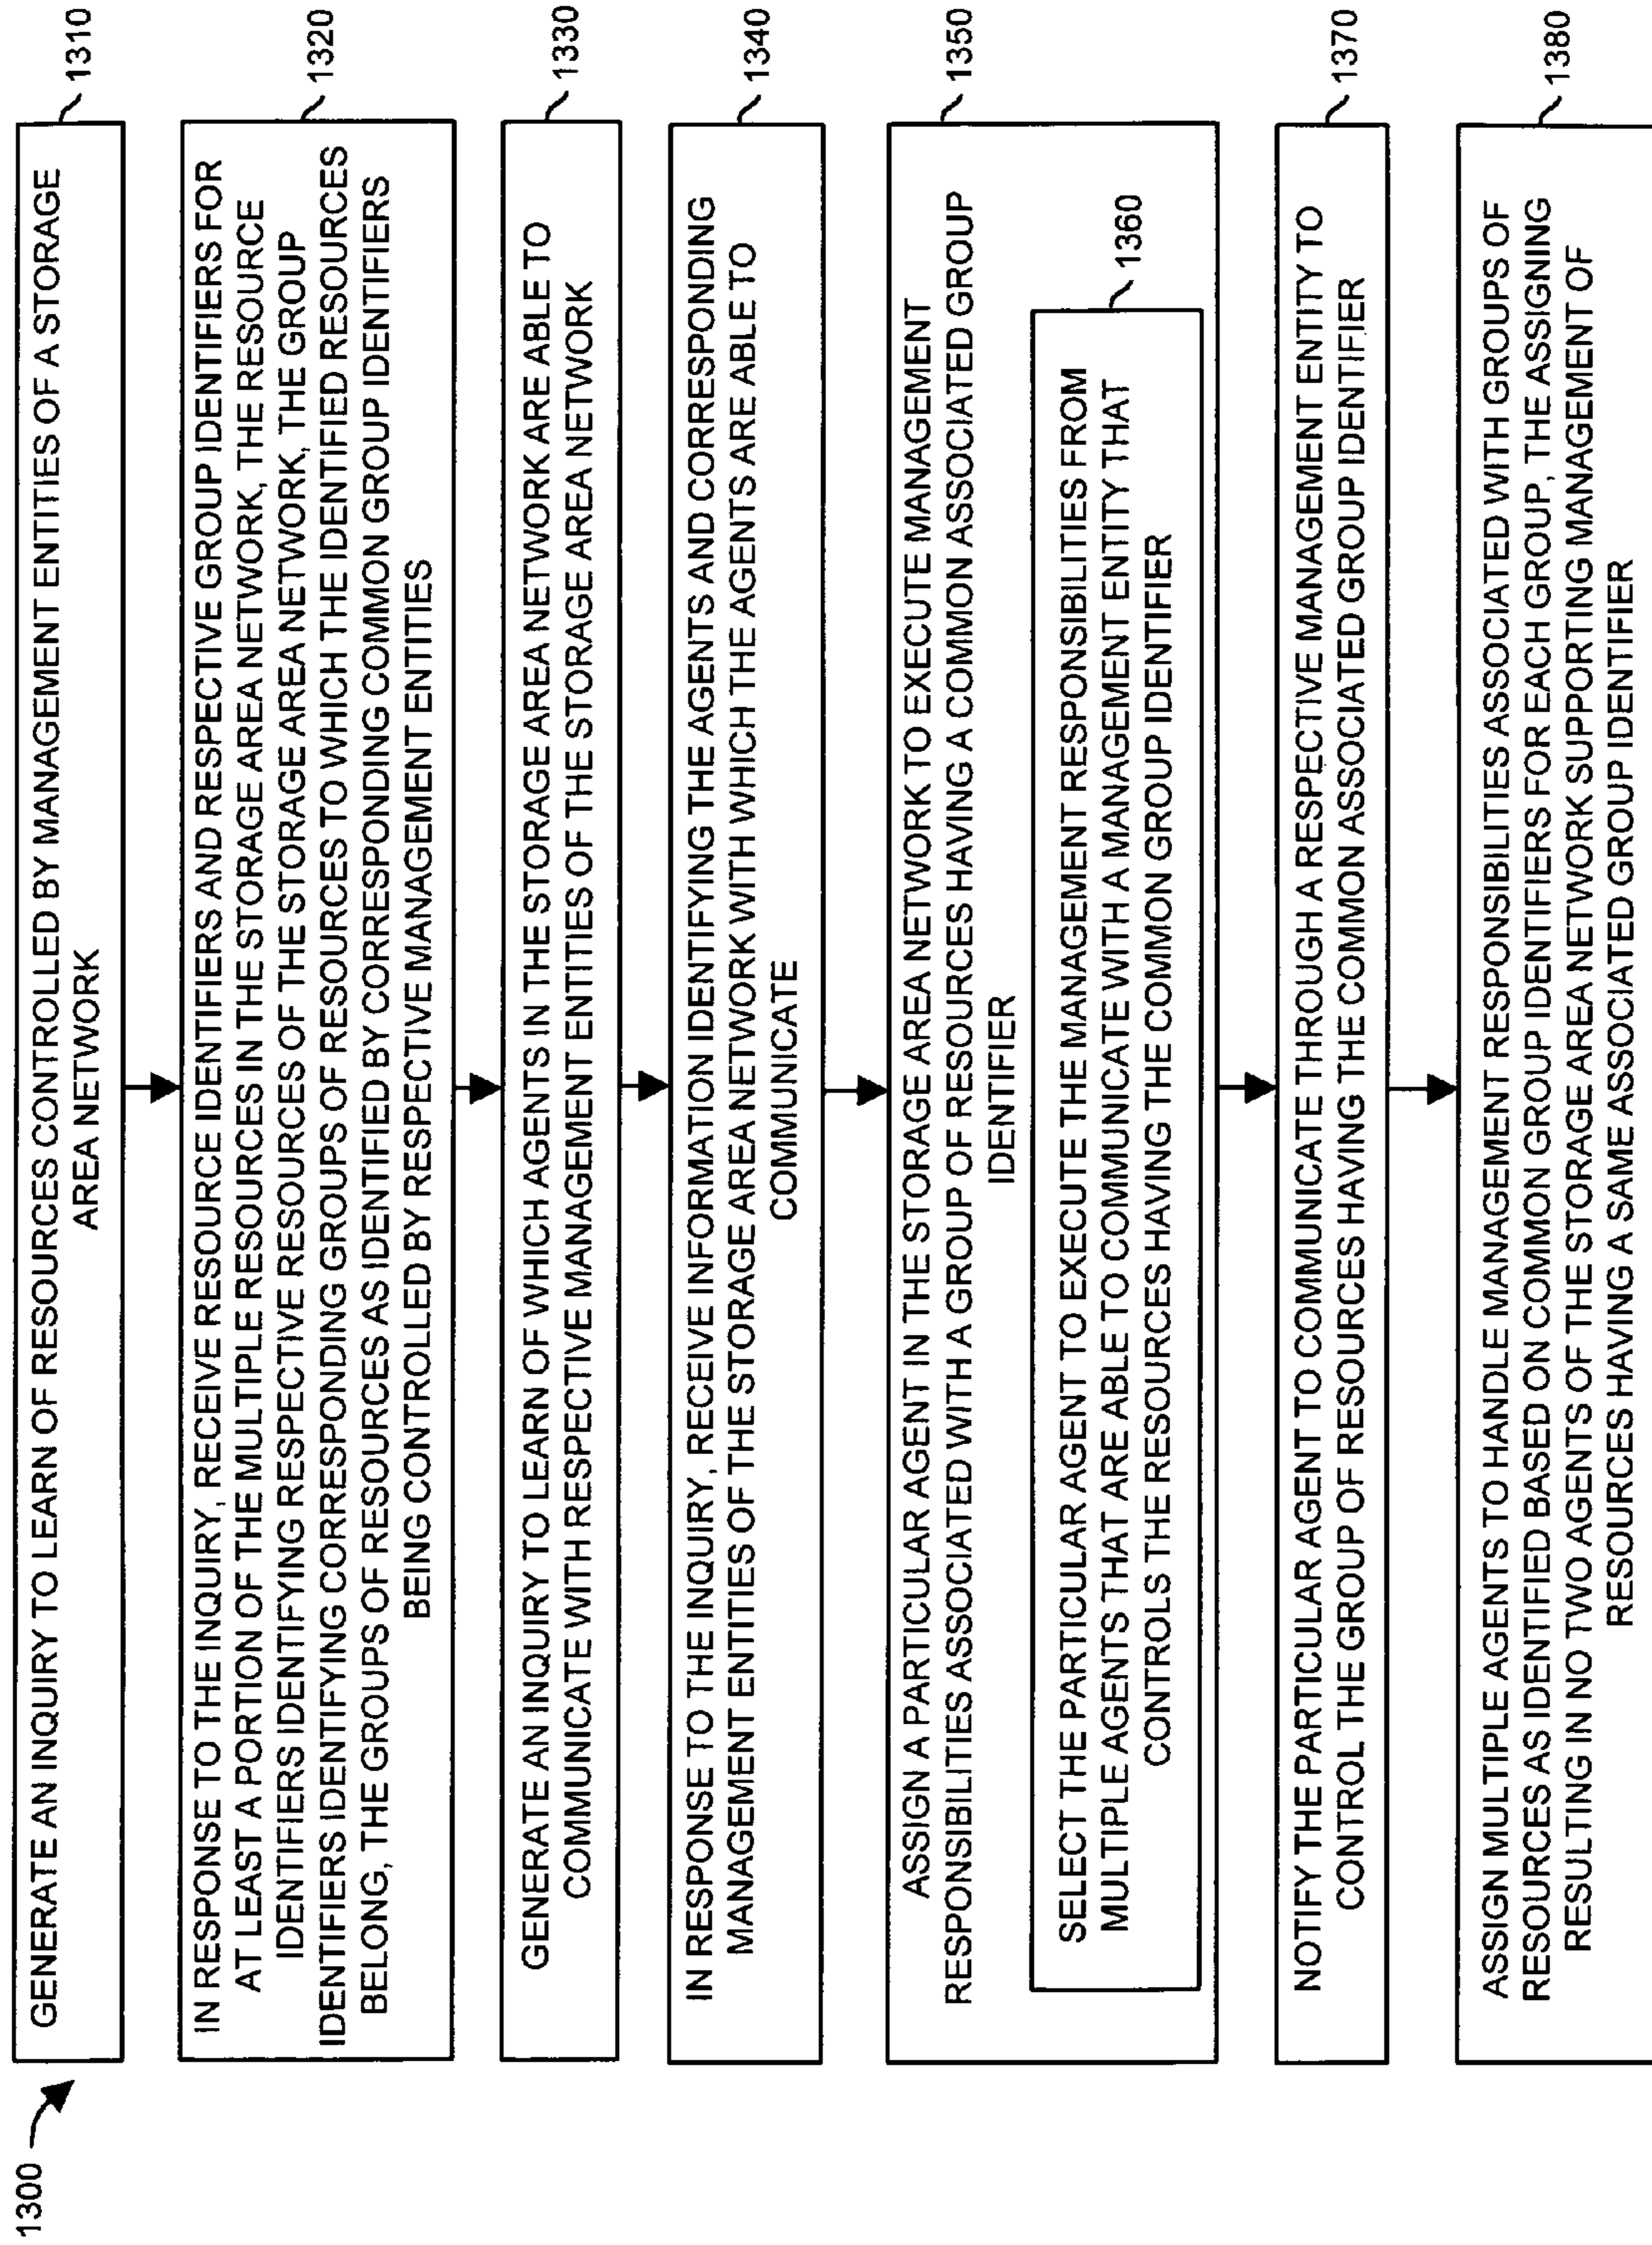 1300
GENERATE AN INQUIRY TO LEARN OF RESOURCES CONTROLLED BY MANAGEMENT ENTITIES OF A STORAGE
AREA NETWORK
1310
IN RESPONSE TO THE INQUIRY, RECEIVE RESOURCE IDENTIFIERS AND RESPECTIVE GROUP IDENTIFIERS FOR
AT LEAST A PORTION OF THE MULTIPLE RESOURCES IN THE STORAGE AREA NETWORK, THE RESOURCE
IDENTIFIERS IDENTIFYING RESPECTIVE RESOURCES OF THE STORAGE AREA NETWORK, THE GROUP
IDENTIFIERS IDENTIFYING CORRESPONDING GROUPS OF RESOURCES TO WHICH THE IDENTIFIED RESOURCES
BELONG, THE GROUPS OF RESOURCES AS IDENTIFIED BY CORRESPONDING COMMON GROUP IDENTIFIERS
BEING CONTROLLED BY RESPECTIVE MANAGEMENT ENTITIES
1320
GENERATE AN INQUIRY TO LEARN OF WHICH AGENTS IN THE STORAGE AREA NETWORK ARE ABLE TO
COMMUNICATE WITH RESPECTIVE MANAGEMENT ENTITIES OF THE STORAGE AREA NETWORK
1330
IN RESPONSE TO THE INQUIRY, RECEIVE INFORMATION IDENTIFYING THE AGENTS AND CORRESPONDING
MANAGEMENT ENTITIES OF THE STORAGE AREA NETWORK WITH WHICH THE AGENTS ARE ABLE TO
COMMUNICATE
1340
ASSIGN A PARTICULAR AGENT IN THE STORAGE AREA NETWORK TO EXECUTE MANAGEMENT
RESPONSIBILITIES ASSOCIATED WITH A GROUP OF RESOURCES HAVING A COMMON ASSOCIATED GROUP
IDENTIFIER
1350
SELECT THE PARTICULAR AGENT TO EXECUTE THE MANAGEMENT RESPONSIBILITIES FROM
MULTIPLE AGENTS THAT ARE ABLE TO COMMUNICATE WITH A MANAGEMENT ENTITY THAT
CONTROLS THE RESOURCES HAVING THE COMMON GROUP IDENTIFIER
1360
NOTIFY THE PARTICULAR AGENT TO COMMUNICATE THROUGH A RESPECTIVE MANAGEMENT ENTITY TO
CONTROL THE GROUP OF RESOURCES HAVING THE COMMON ASSOCIATED GROUP IDENTIFIER
1370
ASSIGN MULTIPLE AGENTS TO HANDLE MANAGEMENT RESPONSIBILITIES ASSOCIATED WITH GROUPS OF
RESOURCES AS IDENTIFIED BASED ON COMMON GROUP IDENTIFIERS FOR EACH GROUP, THE ASSIGNING
RESULTING IN NO TWO AGENTS OF THE STORAGE AREA NETWORK SUPPORTING MANAGEMENT OF
RESOURCES HAVING A SAME ASSOCIATED GROUP IDENTIFIER
1380